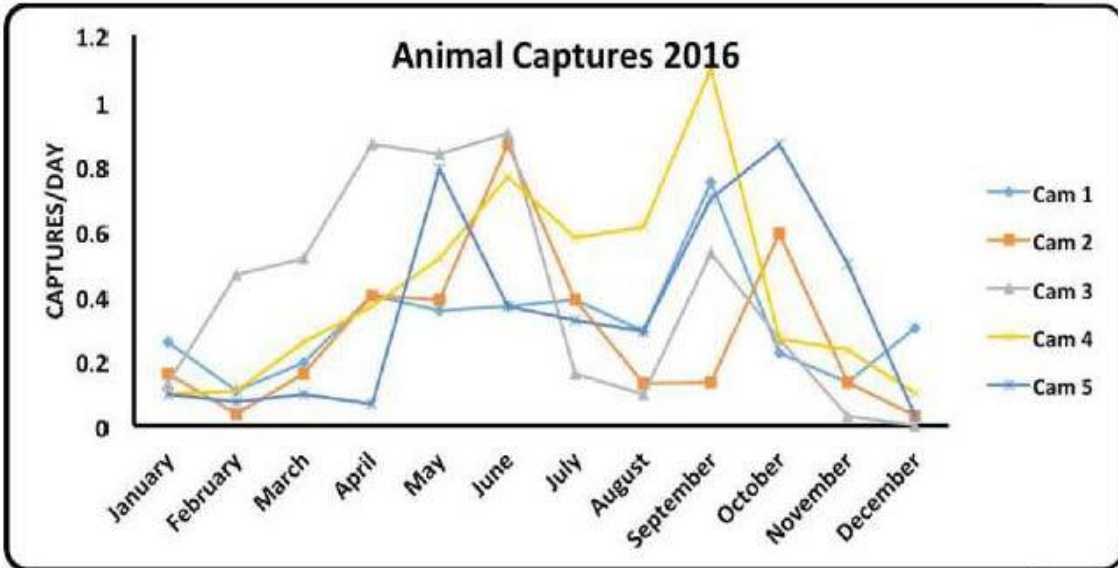 Animal Captures 2016
CAPTURES/DAY
1.2
1
0.8
0.6
0.4
0.2
0
January
February
March
April
May
June
July
August
September
October
November
December
Cam 1
Cam 2
Cam 3
Cam 4
Cam 5